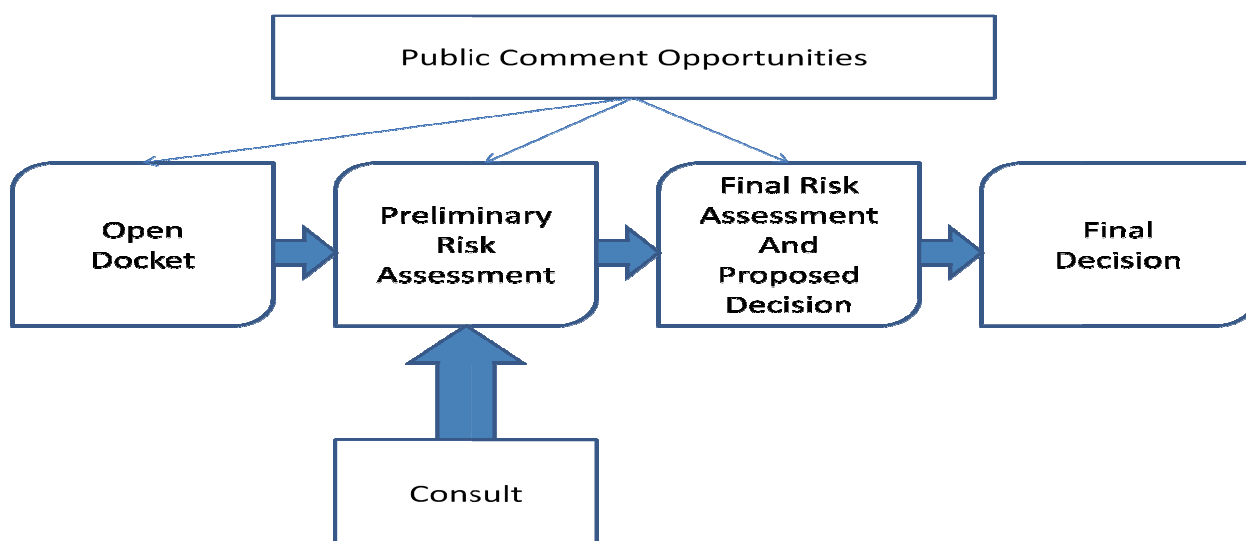 Public Comment Opportunities
Open
Docket
Preliminary
Risk
Assessment
Final Risk
Assessment
And
Proposed
Decision
Final
Decision
Consult